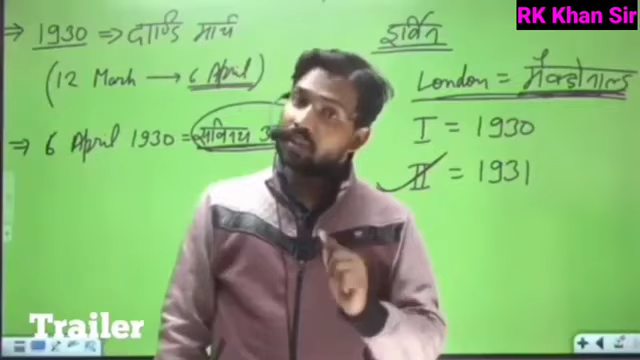 RK Khan Sir
⇒ 1930 ⇒ दाण्डि मार्च
(12 March → 6 April)
⇒ 6 April 1930 = सविनय
इर्विन
London = मैक्डोनाल्ड
I = 1930
II = 1931
Trailer